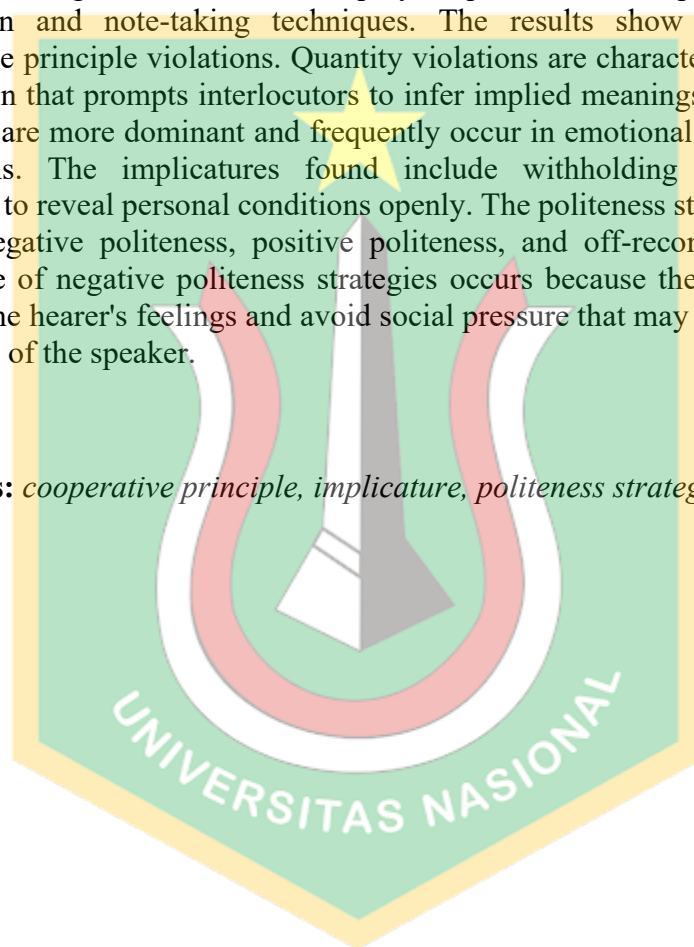 n and note-taking techniques. The results show
e principle violations. Quantity violations are characte
n that prompts interlocutors to infer implied meanings
are more dominant and frequently occur in emotional
s. The implicatures found include withholding
to reveal personal conditions openly. The politeness st
egative politeness, positive politeness, and off-recor
e of negative politeness strategies occurs because the
ne hearer's feelings and avoid social pressure that may
of the speaker.
s: cooperative principle, implicature, politeness strateg
UNIVERSITAS NASIONAL